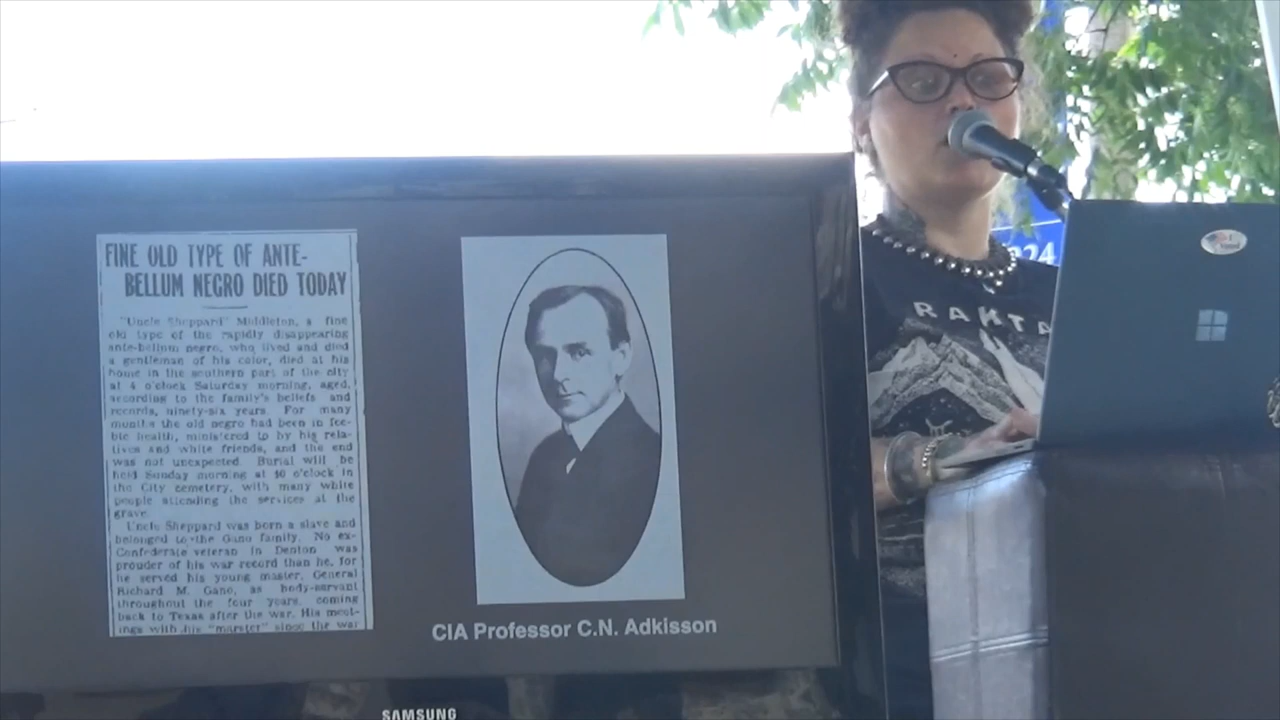 FINE OLD TYPE OF ANTE-
BELLUM NEGRO DIED TODAY
"Uncle Sheppard" Middleton, a fine
old type of the rapidly disappearing
ante-bellum negro, who lived and died
a gentleman of his color, died at his
home in the southern part of the city
at 4 o'clock Saturday morning, aged,
according to the family's beliefs and
records, ninety-six years. For many
months the old negro had been in fee-
ble health, ministered to by his rela-
tives and white friends, and the end
was not unexpected. Burial will be
held Sunday morning at 10 o'clock in
the City cemetery, with many white
people attending the services at the
grave.
Uncle Sheppard was born a slave and
belonged to the Gano family. No ex-
Confederate veteran in Denton was
prouder of his war record than he, for
he served his young master, General
Richard M. Gano, as body-servant
throughout the four years, coming
back to Texas after the war. His meet-
ings with his "marster" since the war
CIA Professor C.N. Adkisson
SAMSUNG
RANTA
024
I Voted